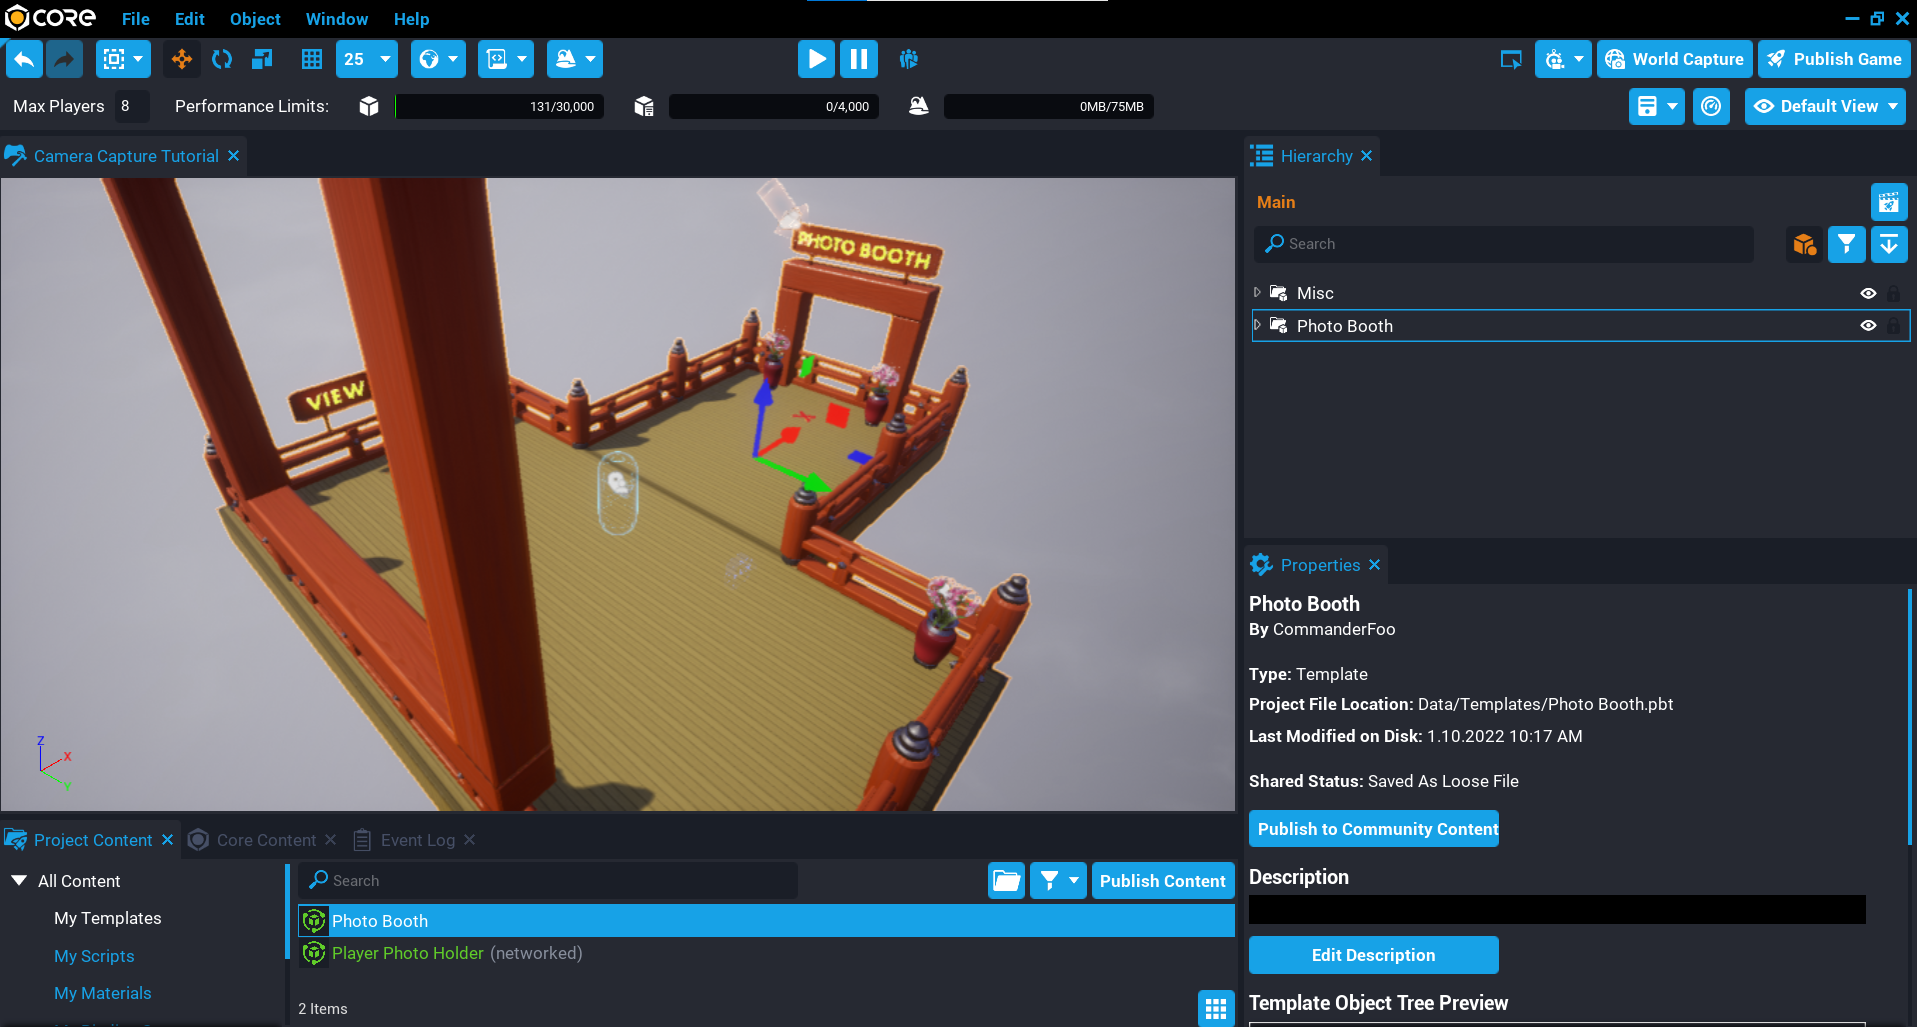 CORE
File Edit Object Window Help
25
World Capture
Publish Game
Max Players 8 Performance Limits: 131/30,000 0/4,000 0MB/75MB
Default View
Camera Capture Tutorial
Hierarchy
Main
Search
Misc
Photo Booth
PHOTO BOOTH
VIEW
Z
X
Y
Properties
Photo Booth
By CommanderFoo
Type: Template
Project File Location: Data/Templates/Photo Booth.pbt
Last Modified on Disk: 1.10.2022 10:17 AM
Shared Status: Saved As Loose File
Publish to Community Content
Description
Edit Description
Template Object Tree Preview
Project Content
Core Content
Event Log
All Content
My Templates
My Scripts
My Materials
Search
Publish Content
Photo Booth
Player Photo Holder (networked)
2 Items